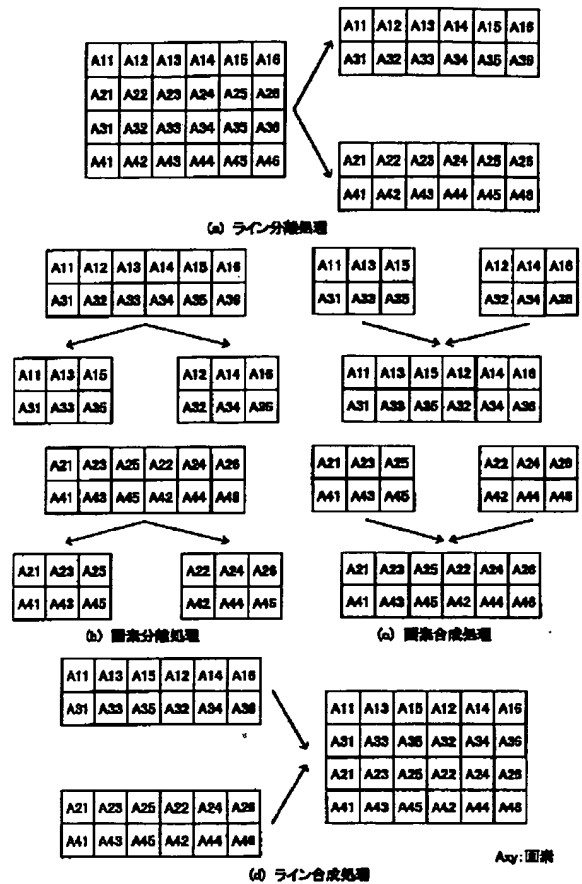 A11 A12 A13 A14 A15 A16
A21 A22 A23 A24 A25 A26
A31 A32 A33 A34 A35 A36
A41 A42 A43 A44 A45 A46
A11 A12 A13 A14 A15 A16
A31 A32 A33 A34 A35 A36
A21 A22 A23 A24 A25 A26
A41 A42 A43 A44 A45 A46
(a) ライン分離処理
A11 A12 A13 A14 A15 A16
A31 A32 A33 A34 A35 A36
A11 A13 A15
A31 A33 A35
A12 A14 A16
A32 A34 A36
A21 A23 A25 A22 A24 A26
A41 A43 A45 A42 A44 A46
A21 A23 A25
A41 A43 A45
A22 A24 A26
A42 A44 A46
(b)画素分離処理
A11 A13 A15
A31 A33 A35
A12 A14 A16
A32 A34 A36
A11 A13 A15 A12 A14 A16
A31 A33 A35 A32 A34 A36
A21 A23 A25
A41 A43 A45
A22 A24 A26
A42 A44 A46
A21 A23 A25 A22 A24 A26
A41 A43 A45 A42 A44 A46
(c) 画素合成処理
A11 A13 A15 A12 A14 A16
A31 A33 A35 A32 A34 A36
A21 A23 A25 A22 A24 A26
A41 A43 A45 A42 A44 A46
A11 A13 A15 A12 A14 A16
A31 A33 A35 A32 A34 A36
A21 A23 A25 A22 A24 A26
A41 A43 A45 A42 A44 A46
Axy:画素
(d) ライン合成処理